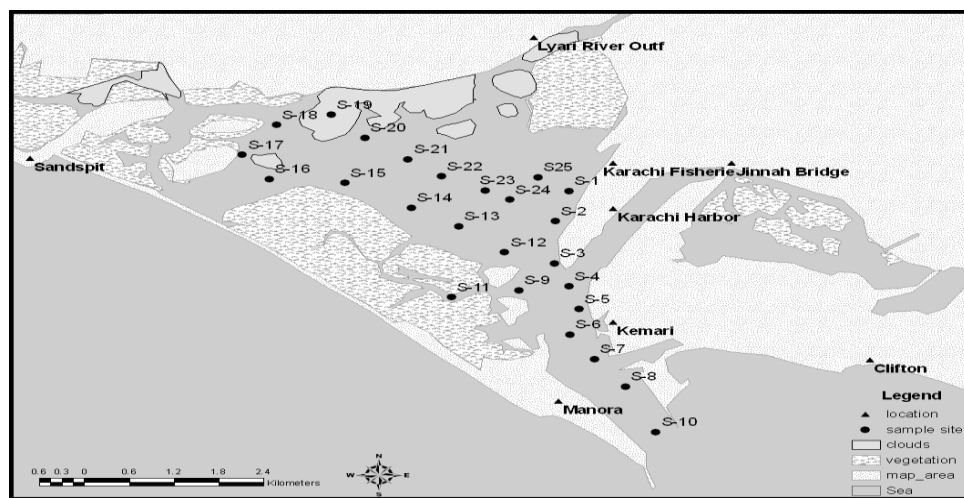 Lyari River Outf
S-19
S-18
S-20
S-17
S-21
Sandspit
S-16
S-15
S-22
S25
Karachi Fisherie
Jinnah Bridge
S-23
S-24
S-1
S-14
S-2
Karachi Harbor
S-13
S-12
S-3
S-11
S-9
S-4
S-5
S-6
Kemari
S-7
S-8
Clifton
Manora
S-10
Legend
location
sample site
clouds
vegetation
map_area
Sea
N
W E
S
0.6 0.3 0 0.6 1.2 1.8 2.4
Kilometers